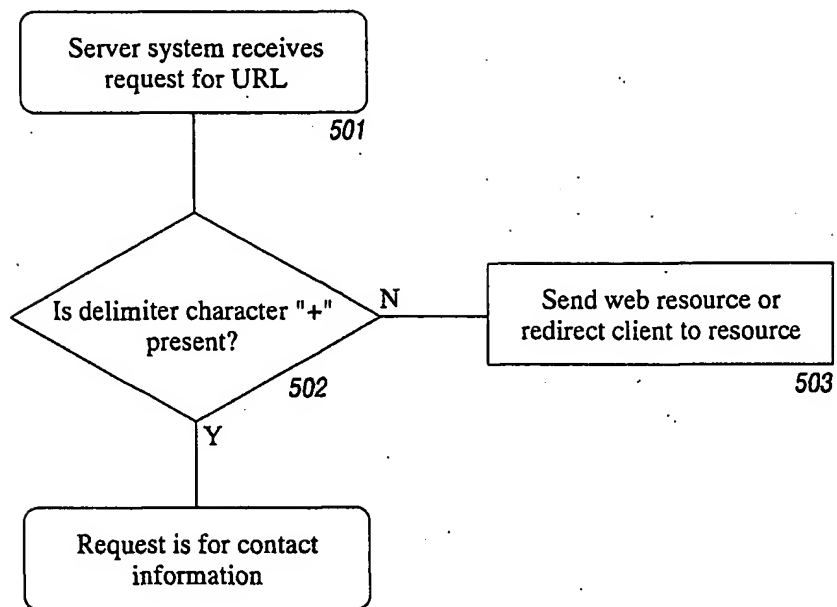 Server system receives
request for URL
501
Is delimiter character "+"
present?
N
502
Y
Send web resource or
redirect client to resource
503
Request is for contact
information